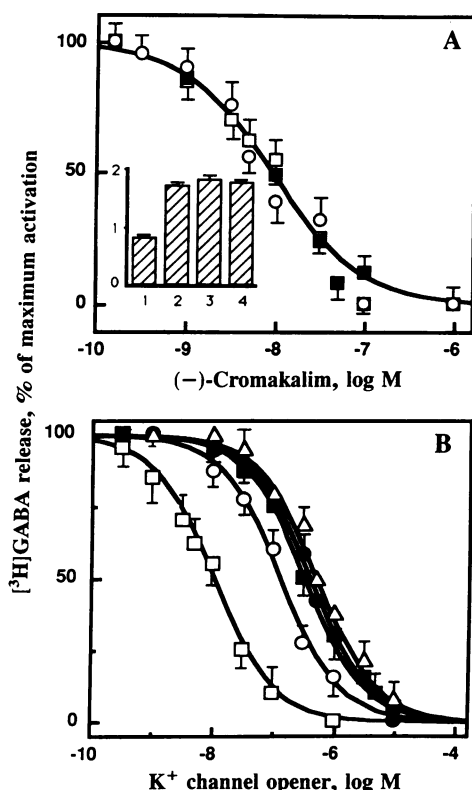 [³H]GABA release, % of maximum activation
A
100
50
0
2
1
0
1 2 3 4
-10 -9 -8 -7 -6
(−)-Cromakalim, log M
B
100
50
0
-10 -8 -6 -4
K⁺ channel opener, log M